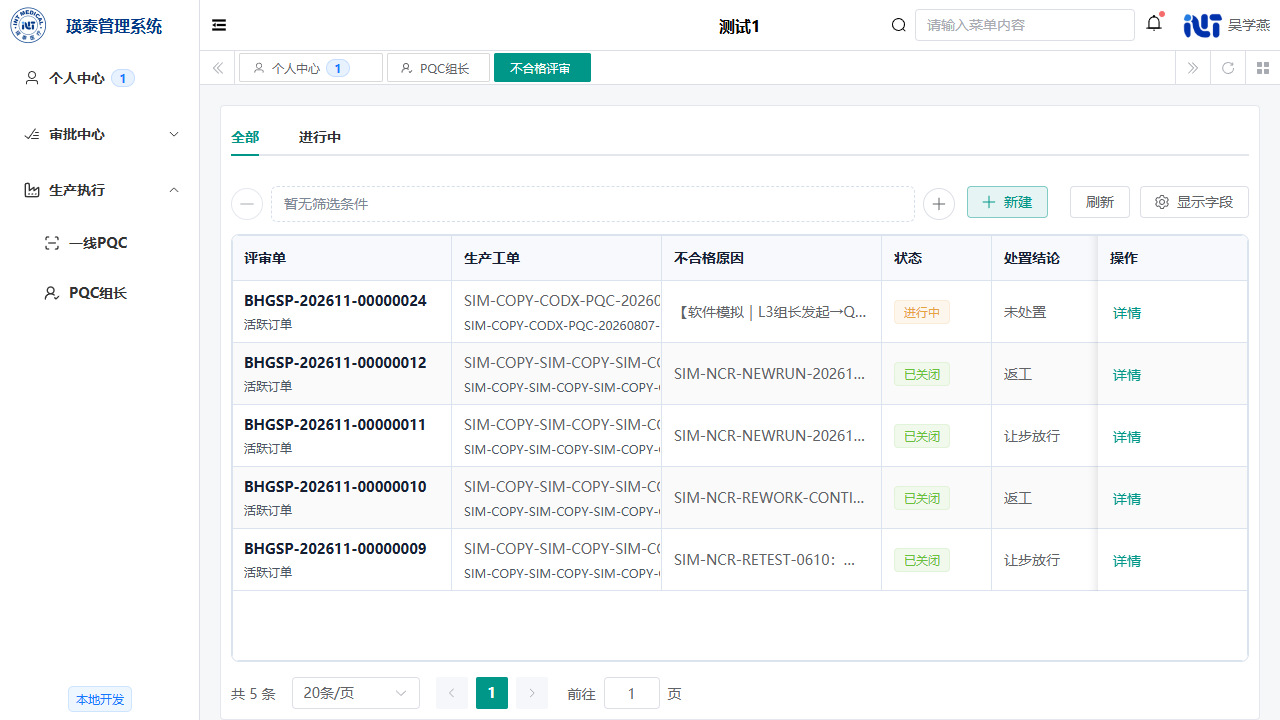 瑛泰管理系统
测试1
请输入菜单内容
吴学燕
个人中心 1
审批中心
生产执行
一线PQC
PQC组长
本地开发
个人中心 1
PQC组长
不合格评审
全部
进行中
暂无筛选条件
新建
刷新
显示字段
评审单 生产工单 不合格原因 状态 处置结论 操作
BHGSP-202611-00000024
活跃订单
SIM-COPY-CODX-PQC-20260
SIM-COPY-CODX-PQC-20260807-
【软件模拟｜L3组长发起→Q...
进行中
未处置
详情
BHGSP-202611-00000012
活跃订单
SIM-COPY-SIM-COPY-SIM-CO
SIM-COPY-SIM-COPY-SIM-COPY-
SIM-NCR-NEWRUN-20261...
已关闭
返工
详情
BHGSP-202611-00000011
活跃订单
SIM-COPY-SIM-COPY-SIM-CO
SIM-COPY-SIM-COPY-SIM-COPY-
SIM-NCR-NEWRUN-20261...
已关闭
让步放行
详情
BHGSP-202611-00000010
活跃订单
SIM-COPY-SIM-COPY-SIM-CO
SIM-COPY-SIM-COPY-SIM-COPY-
SIM-NCR-REWORK-CONTI...
已关闭
返工
详情
BHGSP-202611-00000009
活跃订单
SIM-COPY-SIM-COPY-SIM-CO
SIM-COPY-SIM-COPY-SIM-COPY-
SIM-NCR-RETEST-0610：...
已关闭
让步放行
详情
共 5 条
20条/页
1
前往 1 页